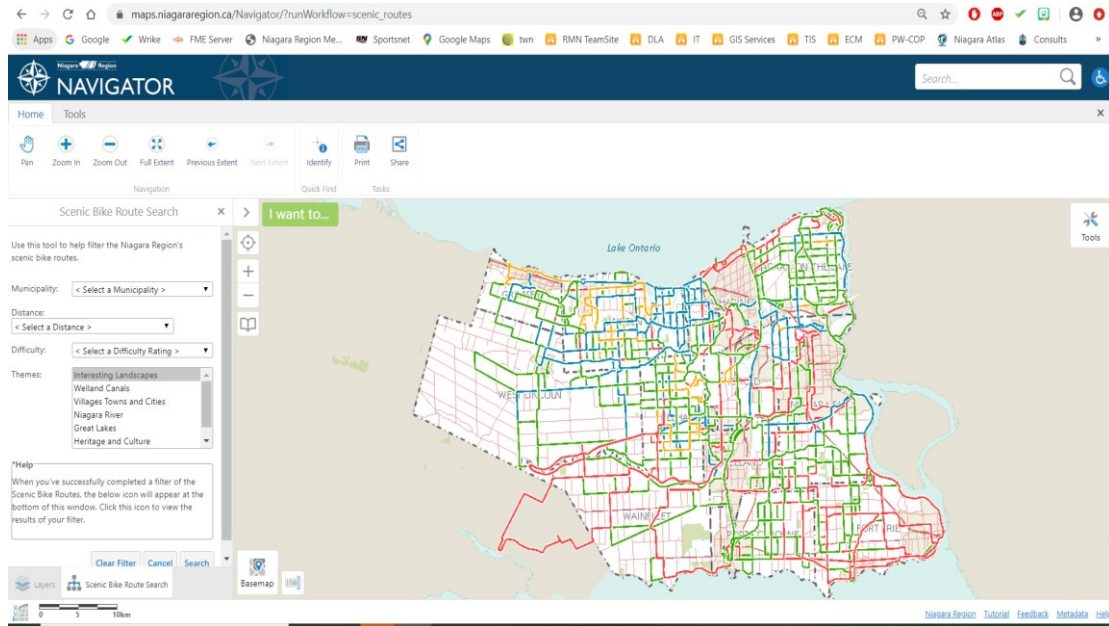 maps.niagararegion.ca/Navigator/?runWorkflow=scenic_routes
Apps Google Wrike FME Server Niagara Region Me... Sportsnet Google Maps twn RMN TeamSite DLA IT GIS Services TIS ECM PW-COP Niagara Atlas Consults »
Niagara Region
NAVIGATOR
Search...
Home Tools
Pan Zoom In Zoom Out Full Extent Previous Extent Next Extent Identify Print Share
Navigation Quick Find Tasks
Scenic Bike Route Search
I want to...
Tools
Use this tool to help filter the Niagara Region's
scenic bike routes.
Municipality: < Select a Municipality >
Distance:
< Select a Distance >
Difficulty: < Select a Difficulty Rating >
Themes: Interesting Landscapes
Welland Canals
Villages Towns and Cities
Niagara River
Great Lakes
Heritage and Culture
*Help
When you've successfully completed a filter of the
Scenic Bike Routes, the below icon will appear at the
bottom of this window. Click this icon to view the
results of your filter.
Clear Filter Cancel Search
Layers Scenic Bike Route Search
Basemap
Lake Ontario
WEST LINCOLN
WAINFLEET
FORT ERIE
0 5 10km
Niagara Region Tutorial Feedback Metadata Help